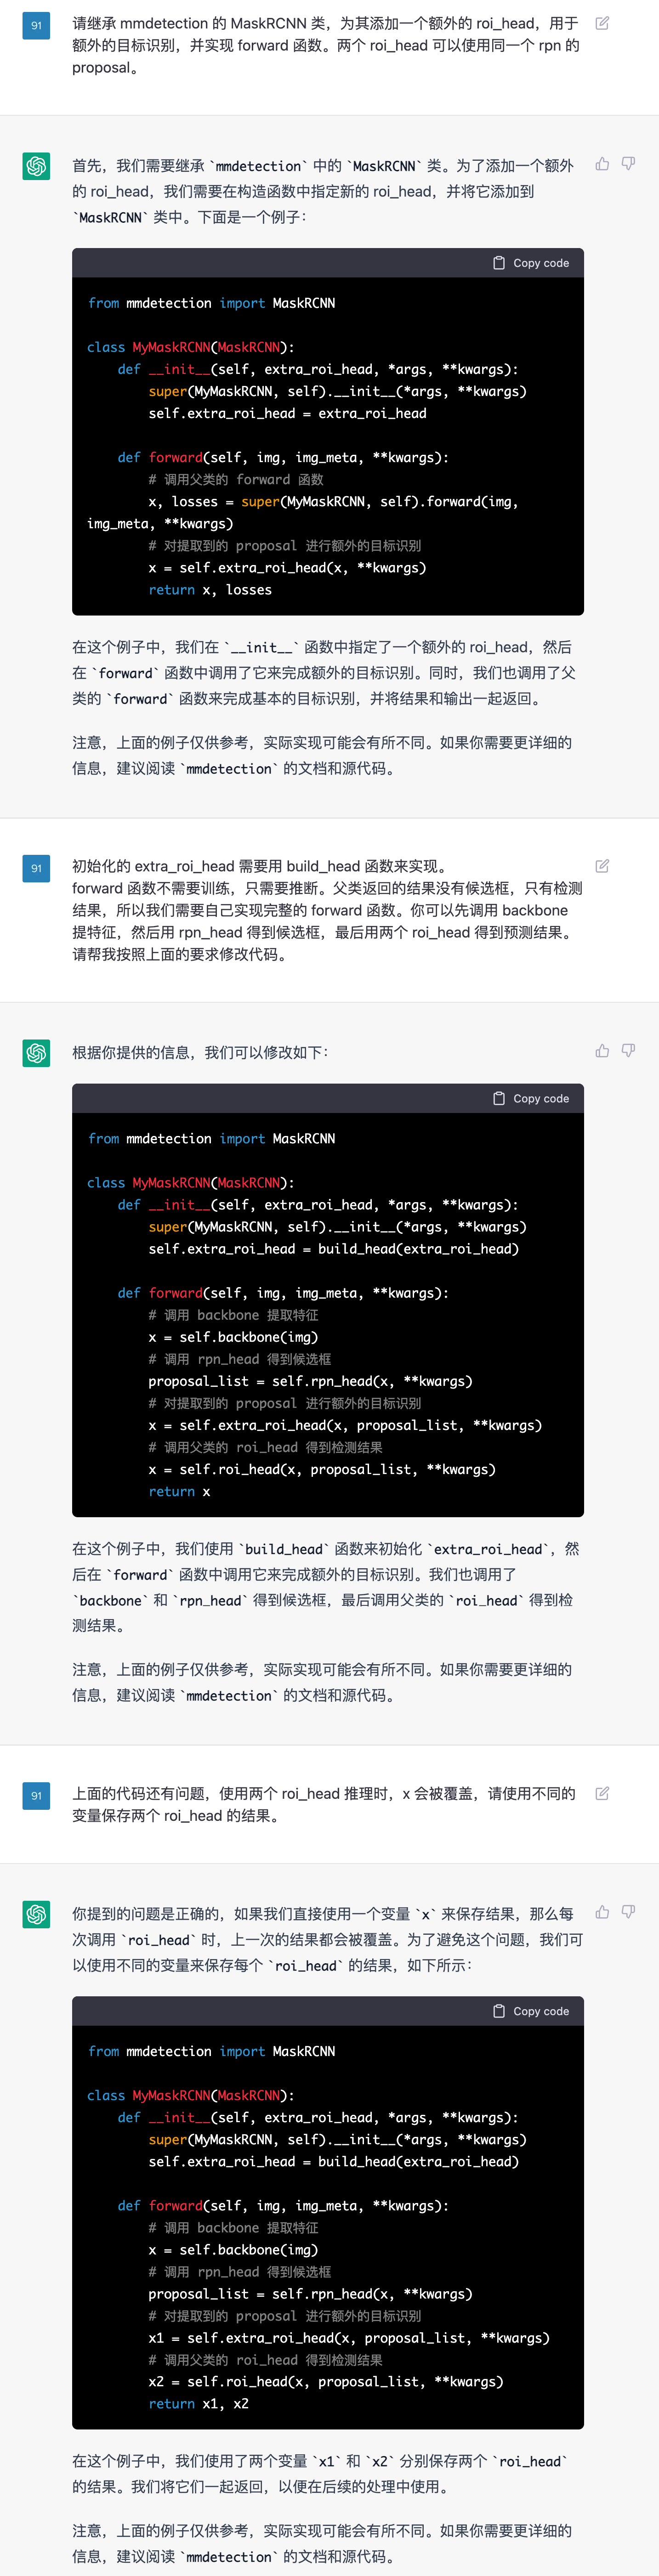 91
请继承 mmdetection 的 MaskRCNN 类，为其添加一个额外的 roi_head，用于
额外的目标识别，并实现 forward 函数。两个 roi_head 可以使用同一个 rpn 的
proposal。
首先，我们需要继承 `mmdetection` 中的 `MaskRCNN` 类。为了添加一个额外
的 roi_head，我们需要在构造函数中指定新的 roi_head，并将它添加到
`MaskRCNN` 类中。下面是一个例子：
Copy code
from mmdetection import MaskRCNN
class MyMaskRCNN(MaskRCNN):
def __init__(self, extra_roi_head, *args, **kwargs):
super(MyMaskRCNN, self).__init__(*args, **kwargs)
self.extra_roi_head = extra_roi_head
def forward(self, img, img_meta, **kwargs):
# 调用父类的 forward 函数
x, losses = super(MyMaskRCNN, self).forward(img,
img_meta, **kwargs)
# 对提取到的 proposal 进行额外的目标识别
x = self.extra_roi_head(x, **kwargs)
return x, losses
在这个例子中，我们在 `__init__` 函数中指定了一个额外的 roi_head，然后
在 `forward` 函数中调用了它来完成额外的目标识别。同时，我们也调用了父
类的 `forward` 函数来完成基本的目标识别，并将结果和输出一起返回。
注意，上面的例子仅供参考，实际实现可能会有所不同。如果你需要更详细的
信息，建议阅读 `mmdetection` 的文档和源代码。
91
初始化的 extra_roi_head 需要用 build_head 函数来实现。
forward 函数不需要训练，只需要推断。父类返回的结果没有候选框，只有检测
结果，所以我们需要自己实现完整的 forward 函数。你可以先调用 backbone
提特征，然后用 rpn_head 得到候选框，最后用两个 roi_head 得到预测结果。
请帮我按照上面的要求修改代码。
根据你提供的信息，我们可以修改如下：
Copy code
from mmdetection import MaskRCNN
class MyMaskRCNN(MaskRCNN):
def __init__(self, extra_roi_head, *args, **kwargs):
super(MyMaskRCNN, self).__init__(*args, **kwargs)
self.extra_roi_head = build_head(extra_roi_head)
def forward(self, img, img_meta, **kwargs):
# 调用 backbone 提取特征
x = self.backbone(img)
# 调用 rpn_head 得到候选框
proposal_list = self.rpn_head(x, **kwargs)
# 对提取到的 proposal 进行额外的目标识别
x = self.extra_roi_head(x, proposal_list, **kwargs)
# 调用父类的 roi_head 得到检测结果
x = self.roi_head(x, proposal_list, **kwargs)
return x
在这个例子中，我们使用 `build_head` 函数来初始化 `extra_roi_head`，然
后在 `forward` 函数中调用它来完成额外的目标识别。我们也调用了
`backbone` 和 `rpn_head` 得到候选框，最后调用父类的 `roi_head` 得到检
测结果。
注意，上面的例子仅供参考，实际实现可能会有所不同。如果你需要更详细的
信息，建议阅读 `mmdetection` 的文档和源代码。
91
上面的代码还有问题，使用两个 roi_head 推理时，x 会被覆盖，请使用不同的
变量保存两个 roi_head 的结果。
你提到的问题是正确的，如果我们直接使用一个变量 `x` 来保存结果，那么每
次调用 `roi_head` 时，上一次的结果都会被覆盖。为了避免这个问题，我们可
以使用不同的变量来保存每个 `roi_head` 的结果，如下所示：
Copy code
from mmdetection import MaskRCNN
class MyMaskRCNN(MaskRCNN):
def __init__(self, extra_roi_head, *args, **kwargs):
super(MyMaskRCNN, self).__init__(*args, **kwargs)
self.extra_roi_head = build_head(extra_roi_head)
def forward(self, img, img_meta, **kwargs):
# 调用 backbone 提取特征
x = self.backbone(img)
# 调用 rpn_head 得到候选框
proposal_list = self.rpn_head(x, **kwargs)
# 对提取到的 proposal 进行额外的目标识别
x1 = self.extra_roi_head(x, proposal_list, **kwargs)
# 调用父类的 roi_head 得到检测结果
x2 = self.roi_head(x, proposal_list, **kwargs)
return x1, x2
在这个例子中，我们使用了两个变量 `x1` 和 `x2` 分别保存两个 `roi_head`
的结果。我们将它们一起返回，以便在后续的处理中使用。
注意，上面的例子仅供参考，实际实现可能会有所不同。如果你需要更详细的
信息，建议阅读 `mmdetection` 的文档和源代码。